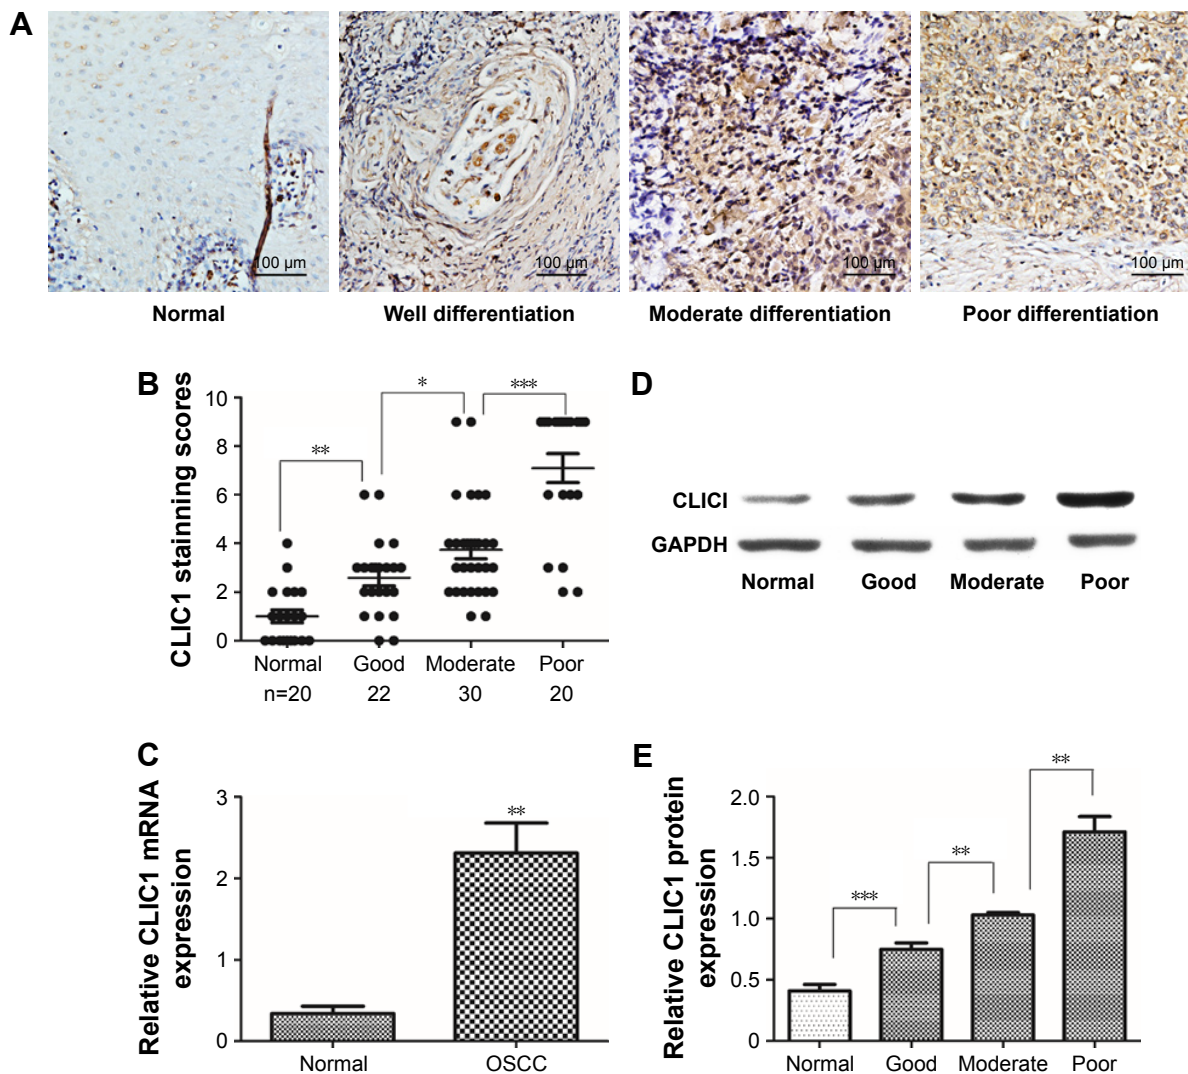 A
100 µm
100 µm
100 µm
100 µm
Normal
Well differentiation
Moderate differentiation
Poor differentiation
B
CLIC1 stainning scores
10
8
6
4
2
0
**
*
***
Normal
Good
Moderate
Poor
n=20
22
30
20
D
CLICI
GAPDH
Normal
Good
Moderate
Poor
C
Relative CLIC1 mRNA
expression
3
2
1
0
**
Normal
OSCC
E
Relative CLIC1 protein
expression
2.0
1.5
1.0
0.5
0
***
**
**
Normal
Good
Moderate
Poor